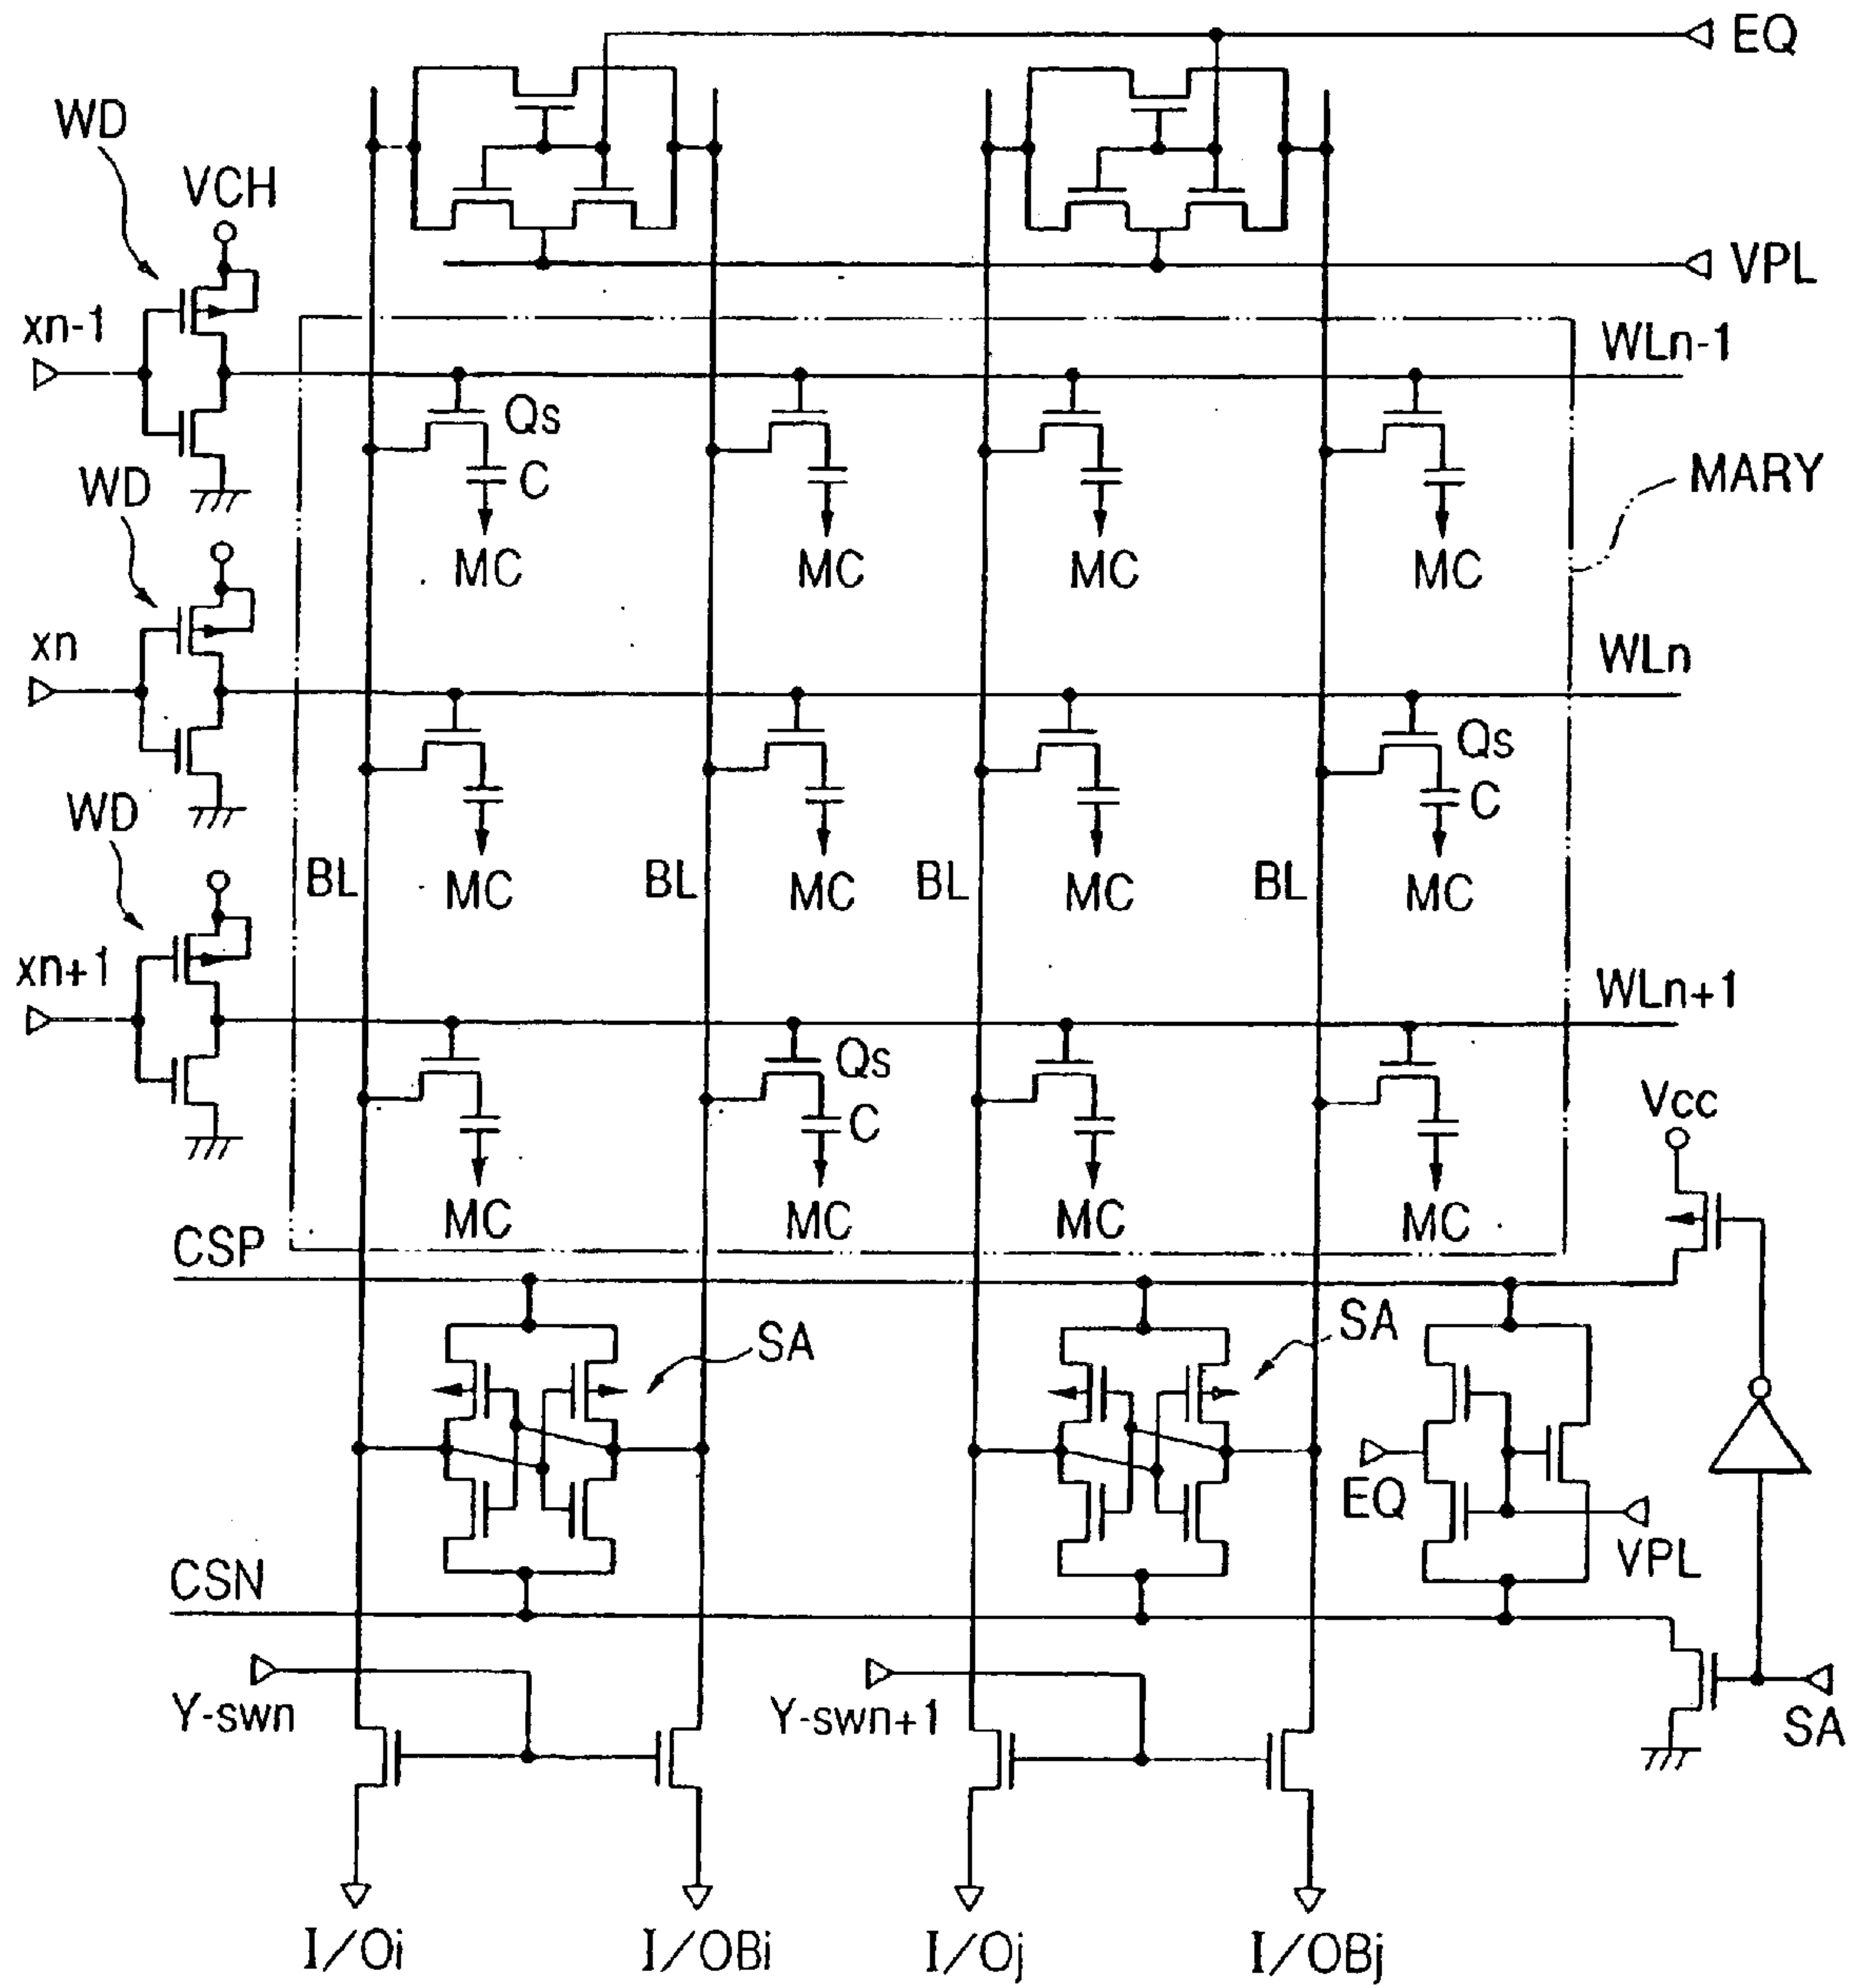 EQ
WD
VCH
VPL
xn-1
WLn-1
Qs
C
WD
MARY
MC MC MC MC
xn
WLn
Qs
C
WD
BL BL BL BL
MC MC MC MC
xn+1
WLn+1
Qs
C
Vcc
MC MC MC MC
CSP
SA SA
EQ
VPL
CSN
Y-swn Y-swn+1
SA
I/Oi I/OBi I/Oj I/OBj